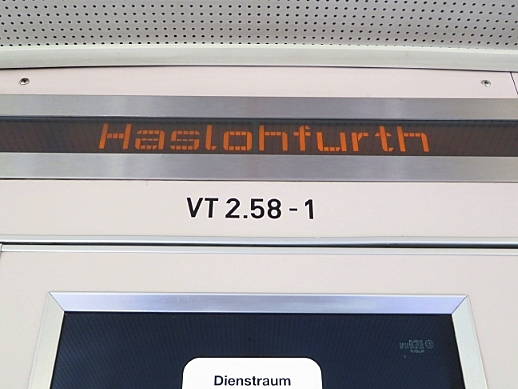 Haslohfurth
VT 2.58 - 1
Dienstraum